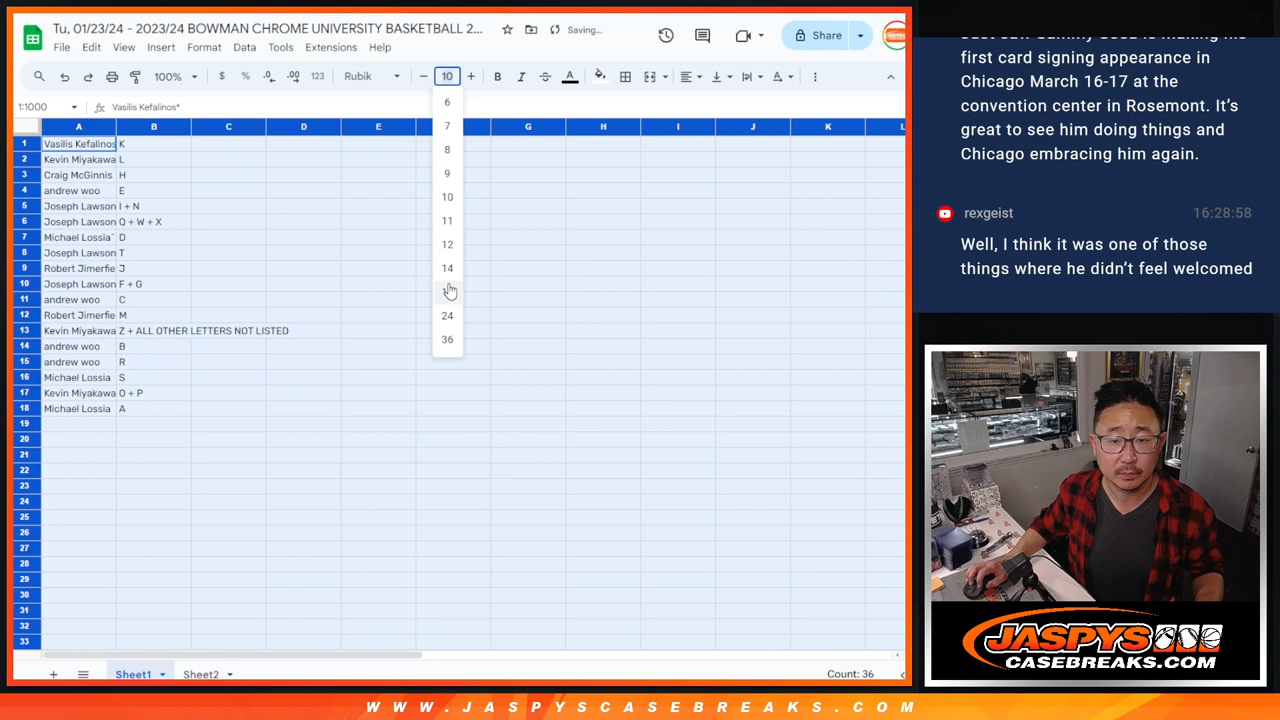 Tu, 01/23/24 - 2023/24 BOWMAN CHROME UNIVERSITY BASKETBALL 2...
Saving...
Share
File Edit View Insert Format Data Tools Extensions Help
100% $ % .0 .00 123 Rubik − 10 + B I S A
1:1000 fx Vasilis Kefalinos*
A B C D E G H I J K L
1 Vasilis Kefalinos K
2 Kevin Miyakawa L
3 Craig McGinnis H
4 andrew woo E
5 Joseph Lawson I + N
6 Joseph Lawson Q + W + X
7 Michael Lossia* D
8 Joseph Lawson T
9 Robert Jimerfie J
10 Joseph Lawson F + G
11 andrew woo C
12 Robert Jimerfie M
13 Kevin Miyakawa Z + ALL OTHER LETTERS NOT LISTED
14 andrew woo B
15 andrew woo R
16 Michael Lossia S
17 Kevin Miyakawa O + P
18 Michael Lossia A
19
20
21
22
23
24
25
26
27
28
29
30
31
32
33
6
7
8
9
10
11
12
14
24
36
+ Sheet1 Sheet2 Count: 36
first card signing appearance in
Chicago March 16-17 at the
convention center in Rosemont. It's
great to see him doing things and
Chicago embracing him again.
rexgeist 16:28:58
Well, I think it was one of those
things where he didn't feel welcomed
JASPYS
CASEBREAKS.COM
WWW.JASPYSCASEBREAKS.COM